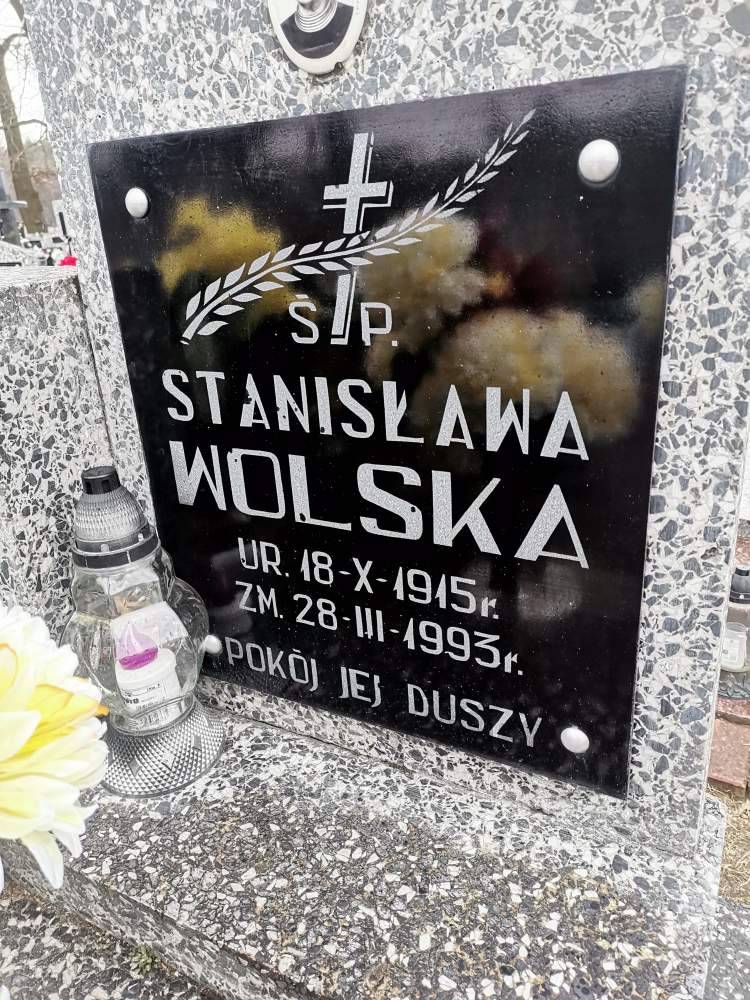 Ś P.
STANISŁAWA
WOLSKA
UR. 18-X-1915r.
ZM. 28-III-1993r.
POKÓJ JEJ DUSZY